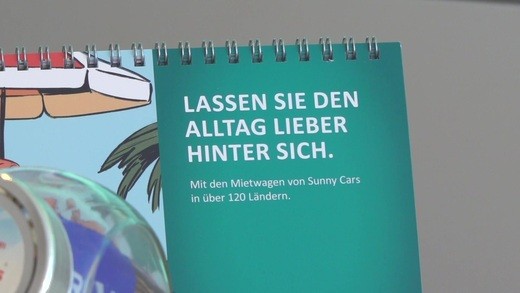 LASSEN SIE DEN
ALLTAG LIEBER
HINTER SICH.
Mit den Mietwagen von Sunny Cars
in über 120 Ländern.